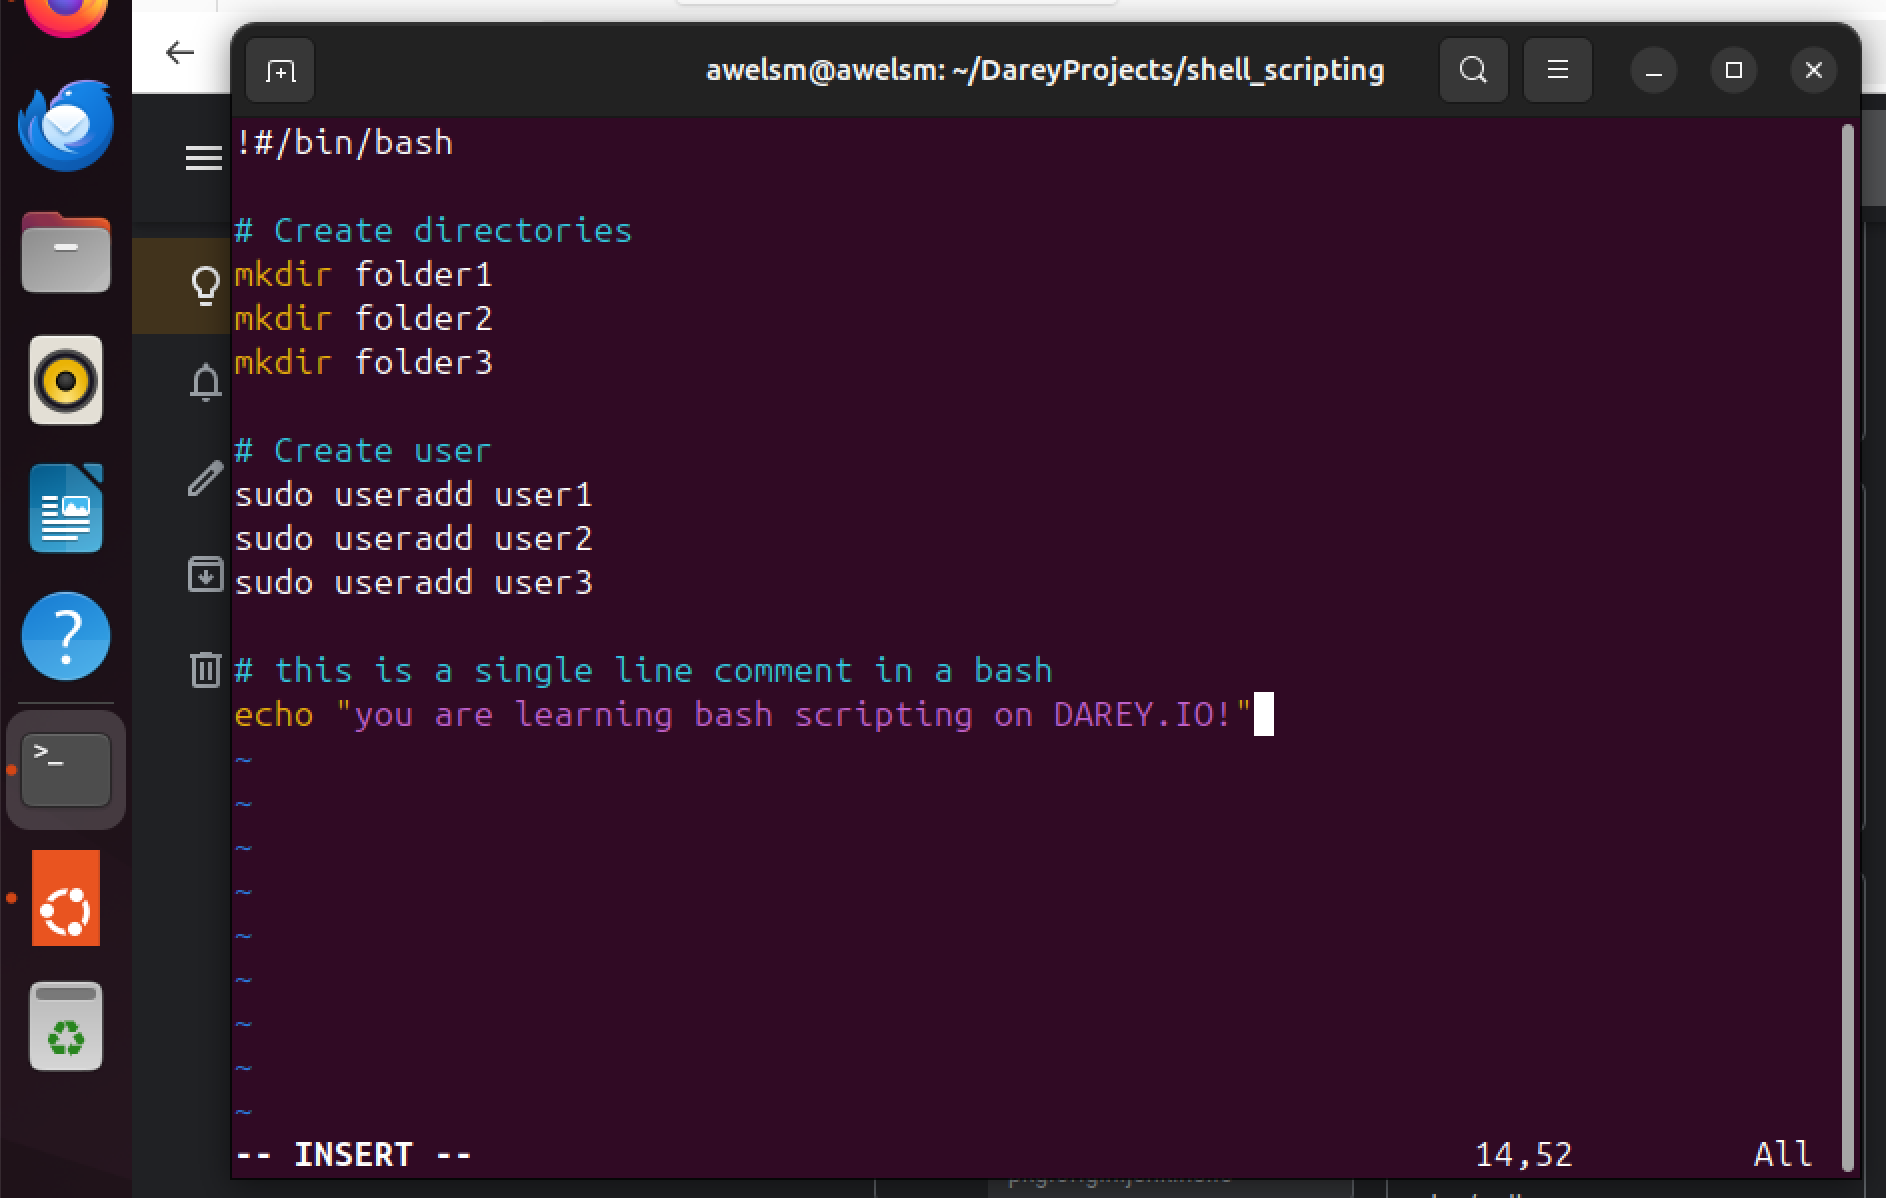 awelsm@awelsm: ~/DareyProjects/shell_scripting
!#/bin/bash
# Create directories
mkdir folder1
mkdir folder2
mkdir folder3
# Create user
sudo useradd user1
sudo useradd user2
sudo useradd user3
# this is a single line comment in a bash
echo "you are learning bash scripting on DAREY.IO!"
~
~
~
~
~
~
~
~
~
-- INSERT -- 14,52 All